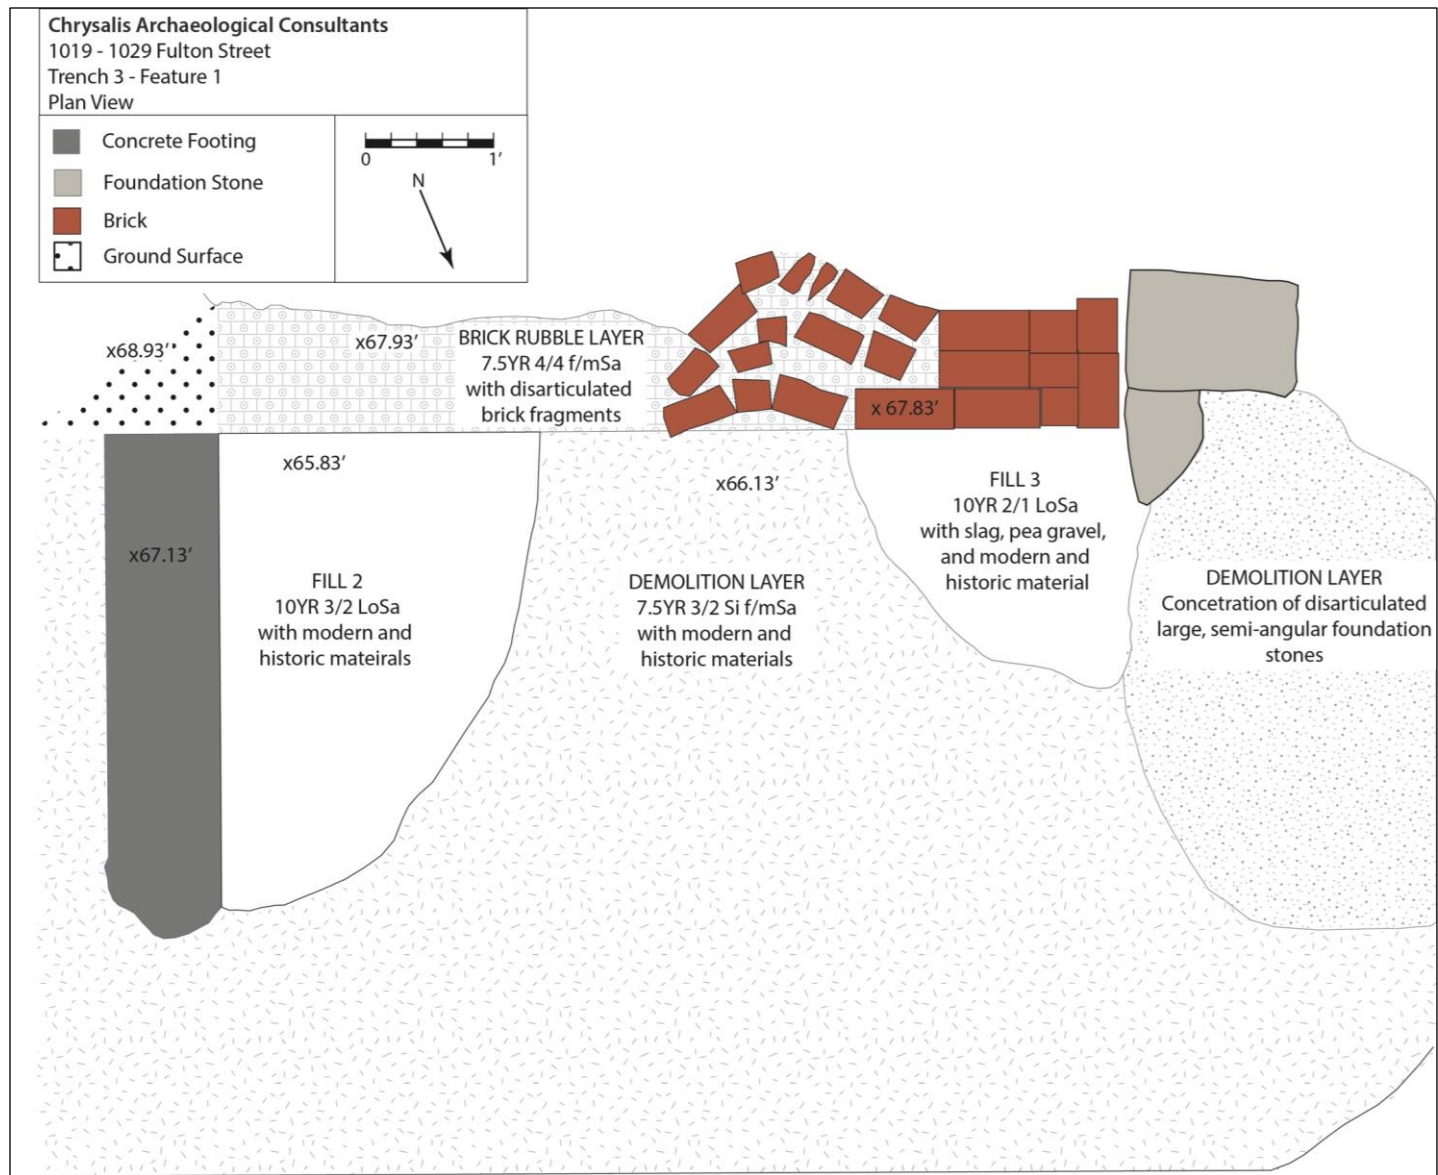 Chrysalis Archaeological Consultants
1019 - 1029 Fulton Street
Trench 3 - Feature 1
Plan View
Concrete Footing
Foundation Stone
Brick
Ground Surface
0 1'
N
x68.93'
x67.93'
BRICK RUBBLE LAYER
7.5YR 4/4 f/mSa
with disarticulated
brick fragments
x 67.83'
x65.83'
x66.13'
x67.13'
FILL 2
10YR 3/2 LoSa
with modern and
historic mateirals
DEMOLITION LAYER
7.5YR 3/2 Si f/mSa
with modern and
historic materials
FILL 3
10YR 2/1 LoSa
with slag, pea gravel,
and modern and
historic material
DEMOLITION LAYER
Concetration of disarticulated
large, semi-angular foundation
stones